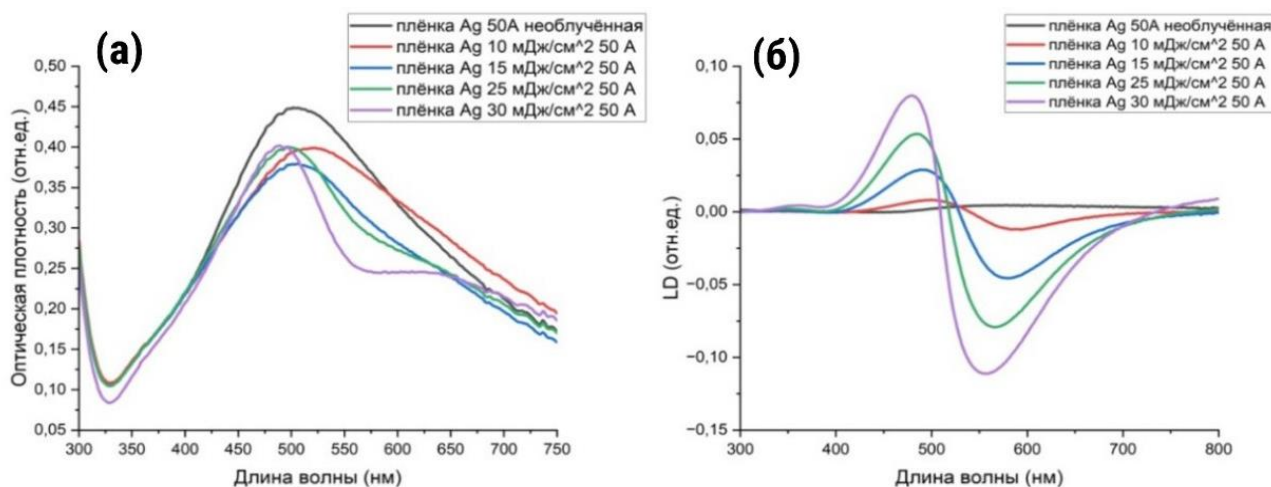 (а)
плёнка Ag 50А необлучённая
плёнка Ag 10 мДж/см^2 50 А
плёнка Ag 15 мДж/см^2 50 А
плёнка Ag 25 мДж/см^2 50 А
плёнка Ag 30 мДж/см^2 50 А
Оптическая плотность (отн.ед.)
0,50
0,45
0,40
0,35
0,30
0,25
0,20
0,15
0,10
0,05
300 350 400 450 500 550 600 650 700 750
Длина волны (нм)
(б)
плёнка Ag 50А необлучённая
плёнка Ag 10 мДж/см^2 50 А
плёнка Ag 15 мДж/см^2 50 А
плёнка Ag 25 мДж/см^2 50 А
плёнка Ag 30 мДж/см^2 50 А
LD (отн.ед.)
0,10
0,05
0,00
−0,05
−0,10
−0,15
300 400 500 600 700 800
Длина волны (нм)